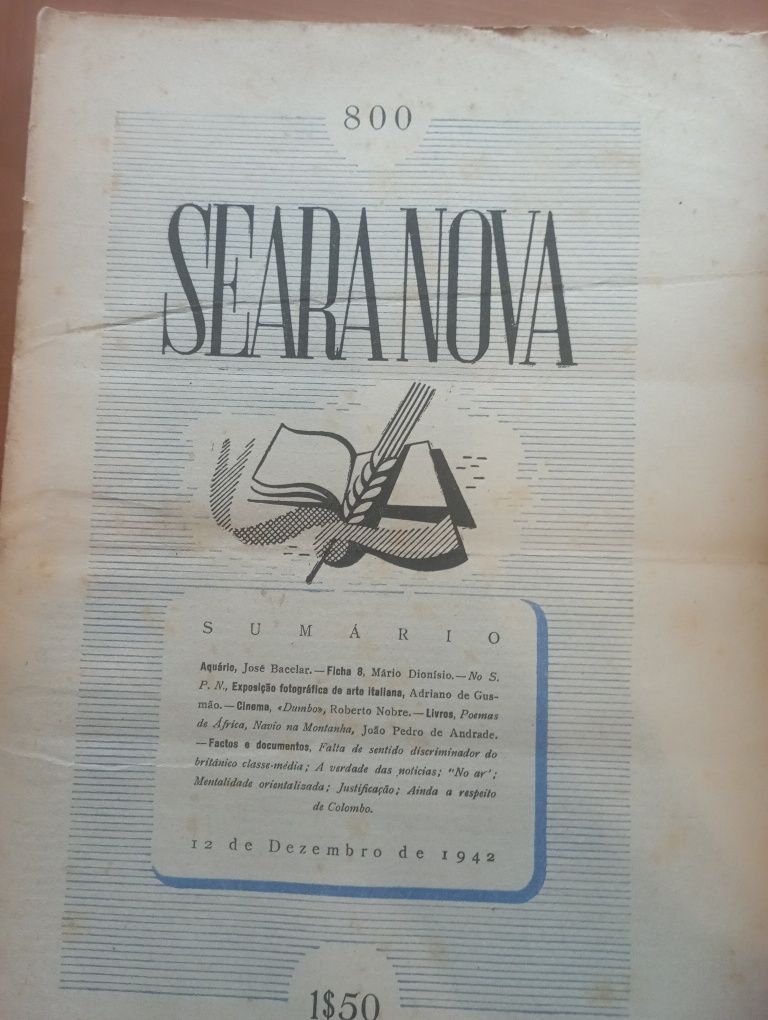 800
SEARA NOVA
SUMÁRIO
Aquário, José Bacelar. — Ficha 8, Mário Dionísio. — No S.
P. N., Exposição fotográfica de arte italiana, Adriano de Gus-
mão. — Cinema, «Dumbo», Roberto Nobre. — Livros, Poemas
de África, Navio na Montanha, João Pedro de Andrade.
— Factos e documentos, Falta de sentido discriminador do
britânico classe-média; A verdade das notícias; "No ar";
Mentalidade orientalizada; Justificação; Ainda a respeito
de Colombo.
12 de Dezembro de 1942
1$50